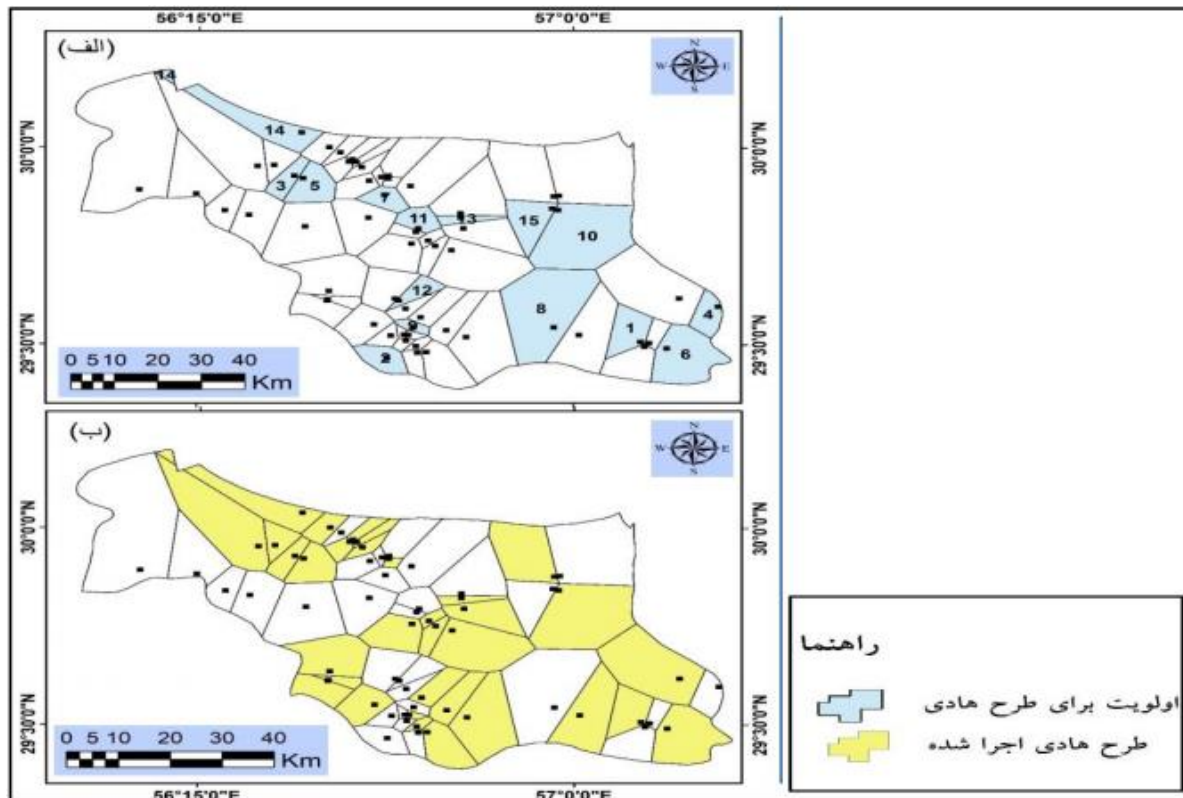 56°15'0"E 57°0'0"E
(الف)
N
W E
S
14
14
3 5
7
11 13
15 10
12
9
8
1
4
2
6
30°0'0"N
29°30'0"N
30°0'0"N
29°30'0"N
0 5 10 20 30 40
Km
(ب)
N
W E
S
30°0'0"N
29°30'0"N
30°0'0"N
29°30'0"N
0 5 10 20 30 40
Km
56°15'0"E 57°0'0"E
راهنما
اولویت برای طرح هادی
طرح هادی اجرا شده